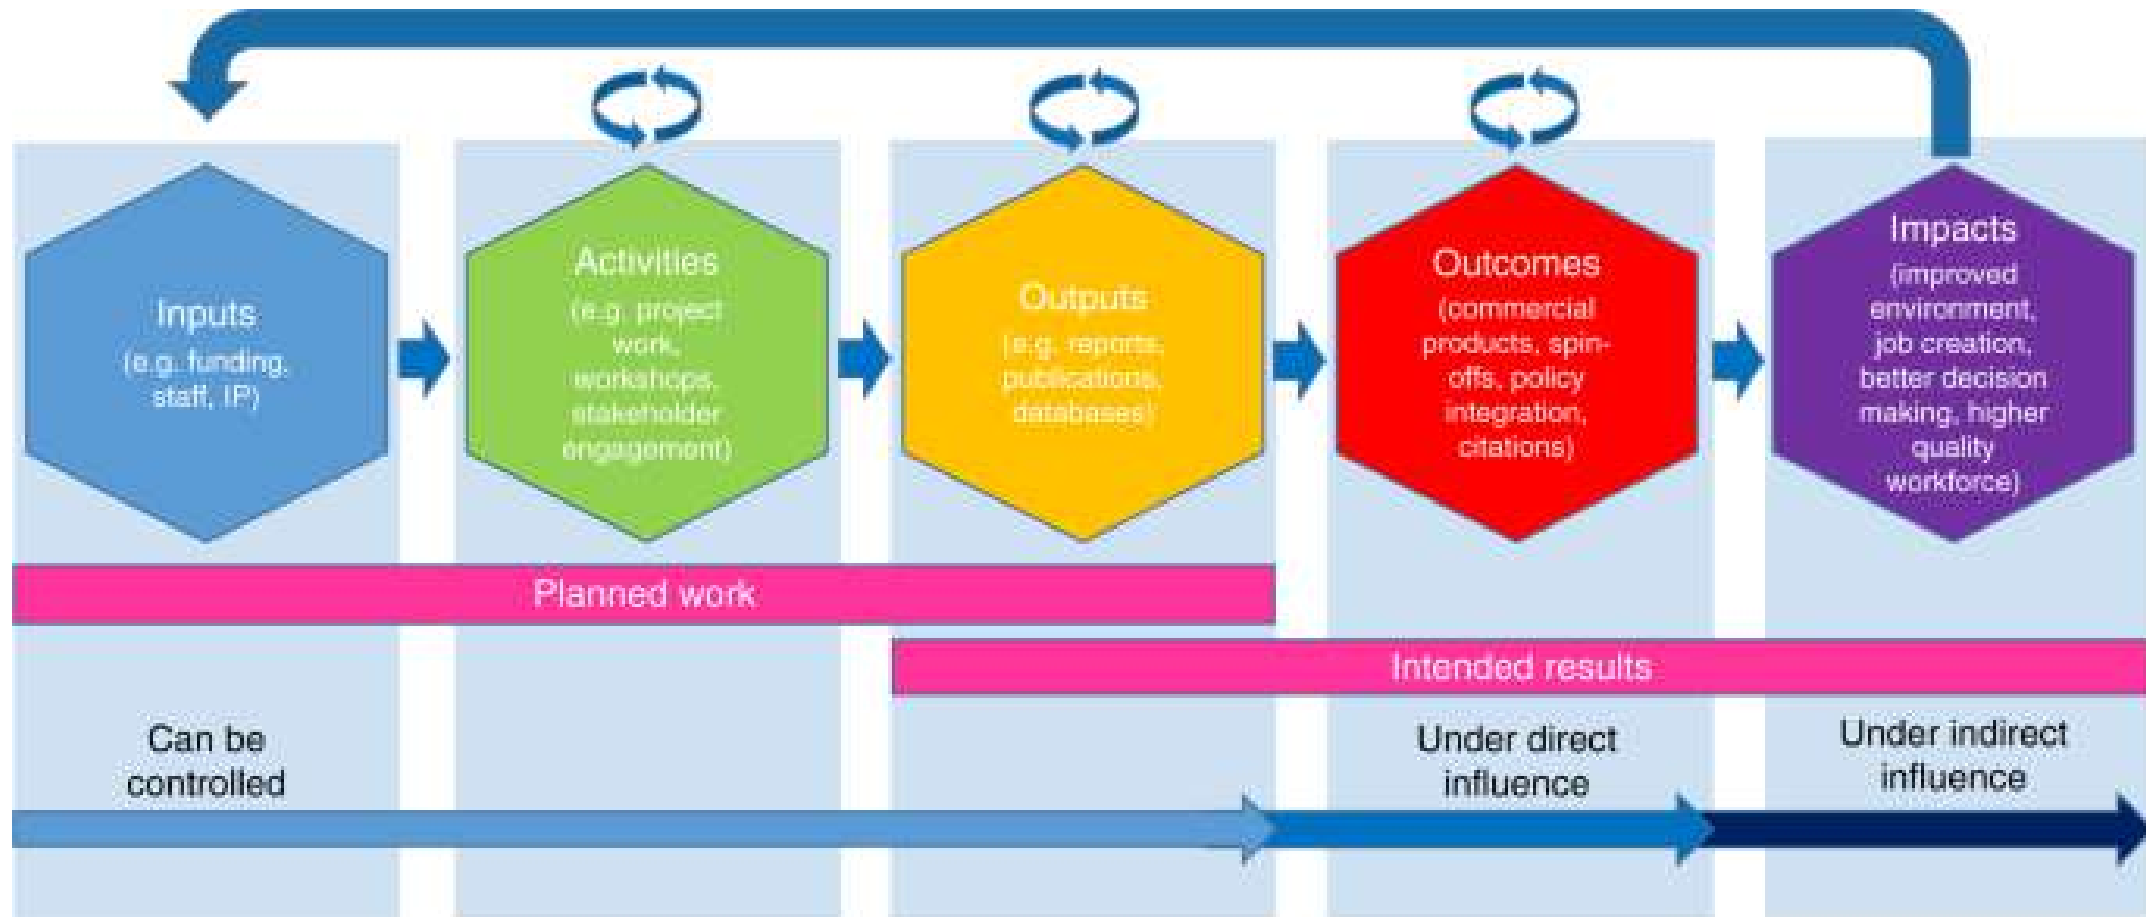 Inputs
(e.g. funding,
staff, IP)
Activities
(e.g. project
work,
workshops,
stakeholder
engagement)
Outputs
(e.g. reports,
publications,
databases)
Outcomes
(commercial
products, spin-
offs, policy
integration,
citations)
Impacts
(improved
environment,
job creation,
better decision
making, higher
quality
workforce)
Planned work
Intended results
Can be
controlled
Under direct
influence
Under indirect
influence